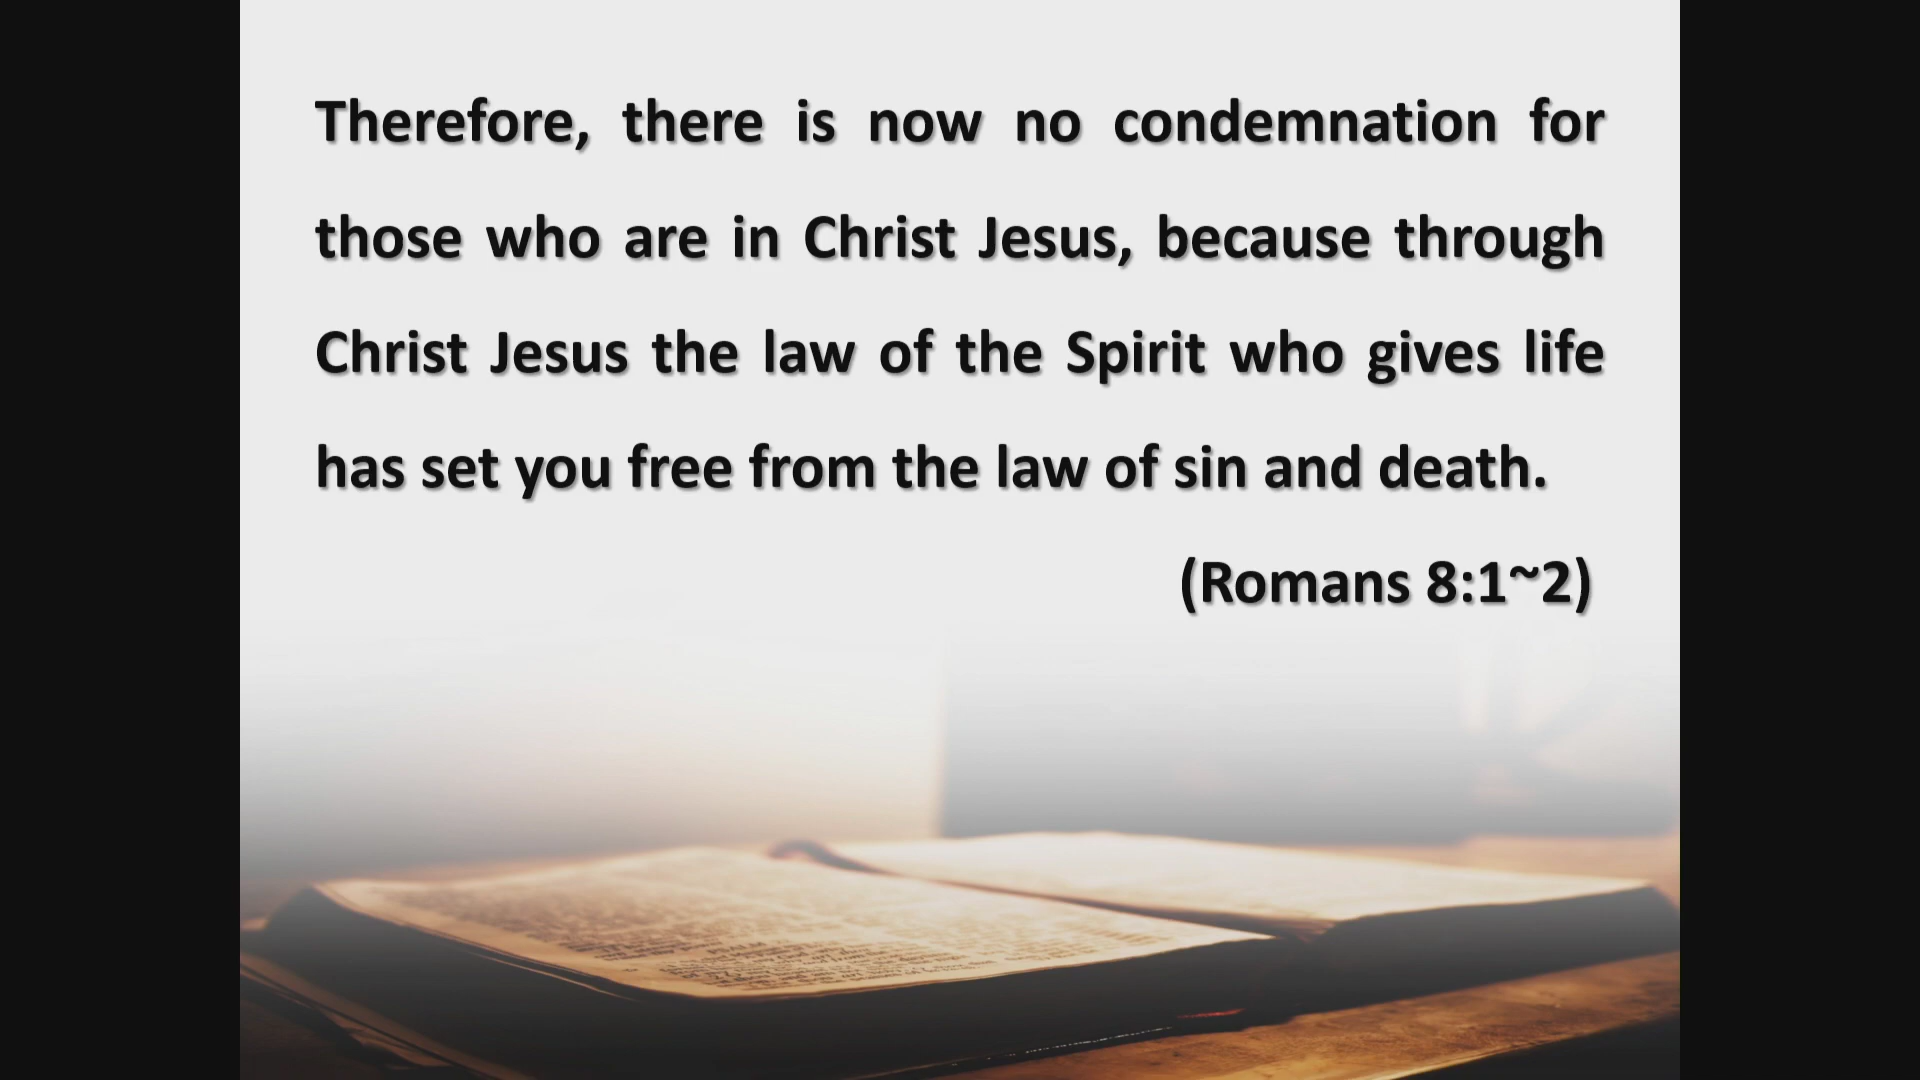 Therefore, there is now no condemnation for
those who are in Christ Jesus, because through
Christ Jesus the law of the Spirit who gives life
has set you free from the law of sin and death.
(Romans 8:1~2)